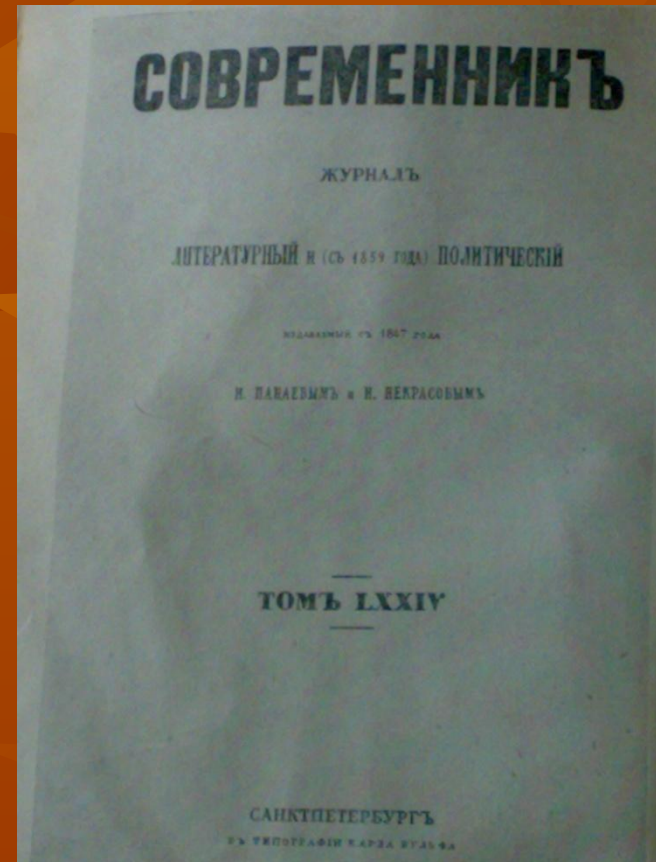 СОВРЕМЕННИКЪ
ЖУРНАЛЪ
ЛИТЕРАТУРНЫЙ и (съ 1859 года) ПОЛИТИЧЕСКІЙ
издаваемый съ 1847 года
И. ПАНАЕВЫМЪ и Н. НЕКРАСОВЫМЪ
ТОМЪ LXXIV
САНКТПЕТЕРБУРГЪ
ВЪ ТИПОГРАФІИ КАРЛА ВУЛЬФА